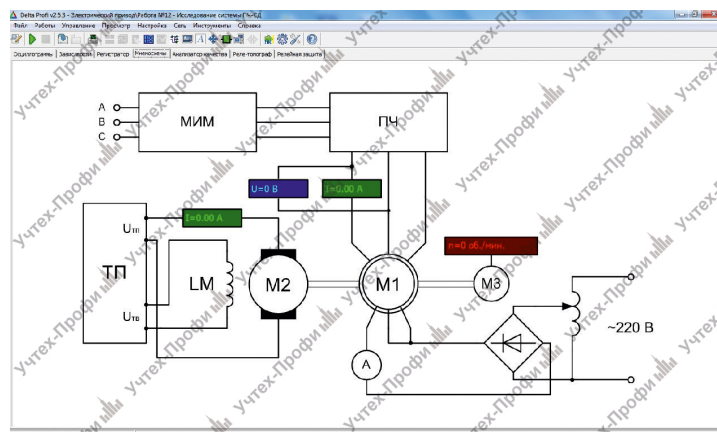 Delta Profi v2.5.3 - Электрический привод\Работа №12 - Исследование системы ПЧ-СД
Файл Работы Управление Просмотр Настройка Сеть Инструменты Справка
Осциллограммы Зависимости Регистратор Мнемосхемы Анализатор качества Реле-топограф Релейная защита
A
B
C
МИМ
ПЧ
U=0 В
I=0.00 А
I=0.00 А
UТП
n=0 об./мин.
ТП
LM
M2
M1
M3
UТВ
~220 В
A
Учтех-Профи